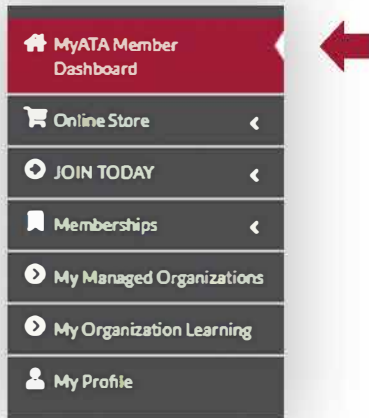 MyATA Member
Dashboard
Online Store
JOIN TODAY
Memberships
My Managed Organizations
My Organization Learning
My Profile